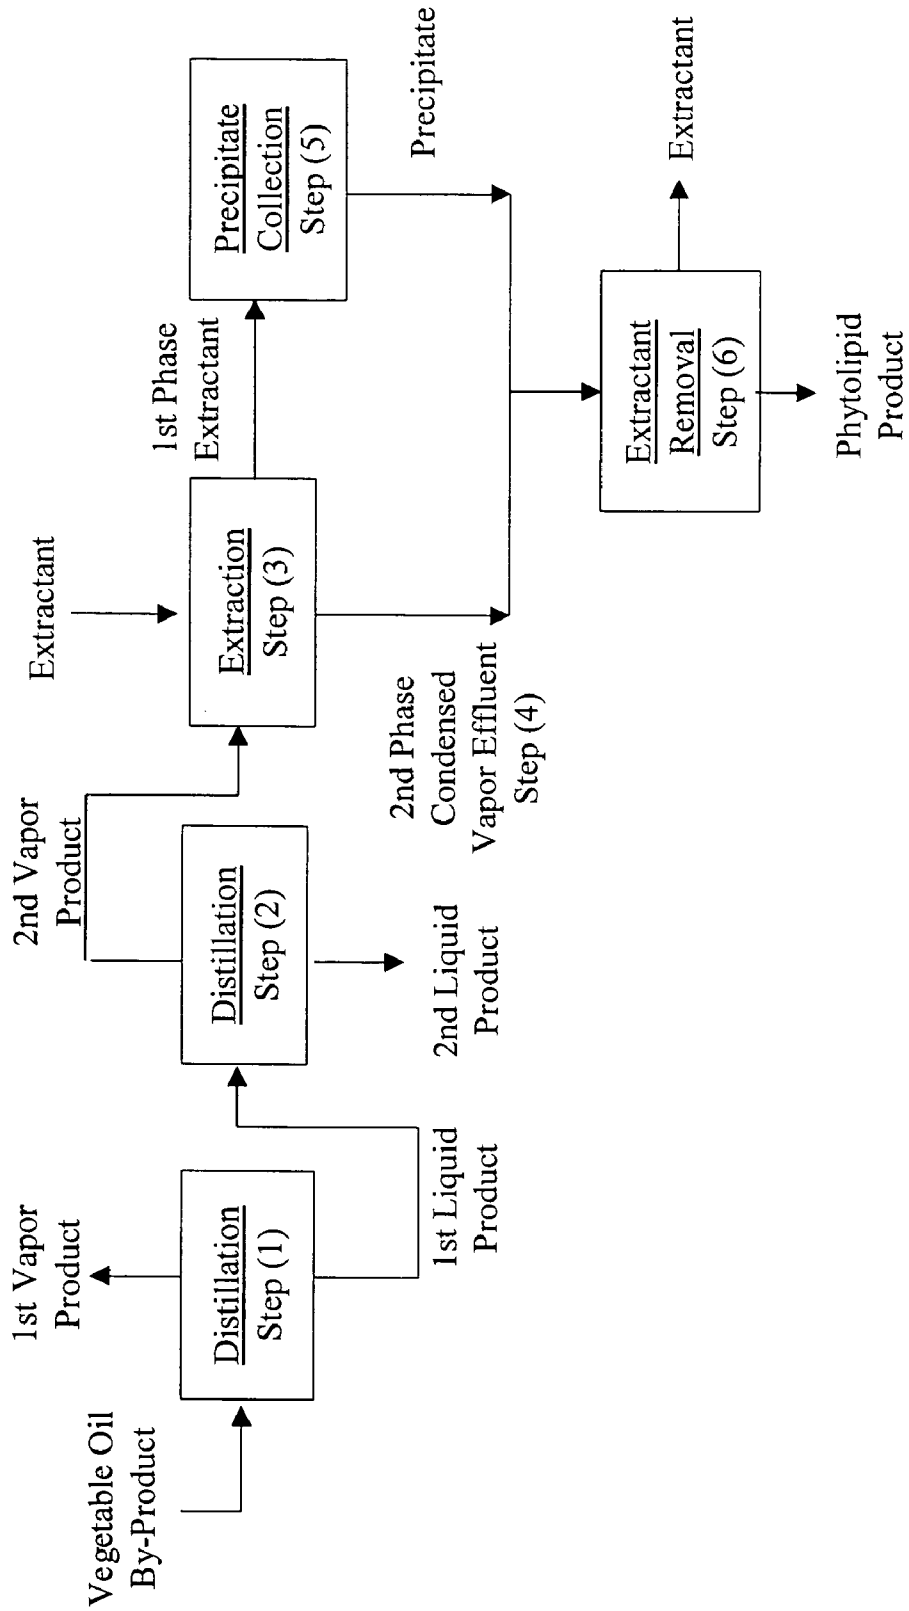 Vegetable Oil
By-Product
1st Vapor
Product
Distillation
Step (1)
1st Liquid
Product
2nd Vapor
Product
Distillation
Step (2)
2nd Liquid
Product
Extractant
Extraction
Step (3)
2nd Phase
Condensed
Vapor Effluent
Step (4)
1st Phase
Extractant
Precipitate
Collection
Step (5)
Precipitate
Extractant
Removal
Step (6)
Extractant
Phytolipid
Product